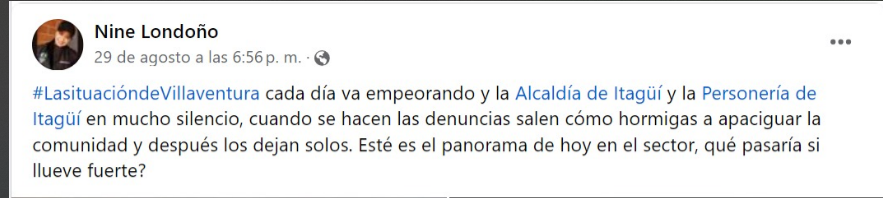 Nine Londoño
29 de agosto a las 6:56 p. m. ·
#LasituacióndeVillaventura cada día va empeorando y la Alcaldía de Itagüí y la Personería de
Itagüí en mucho silencio, cuando se hacen las denuncias salen cómo hormigas a apaciguar la
comunidad y después los dejan solos. Esté es el panorama de hoy en el sector, qué pasaría si
llueve fuerte?